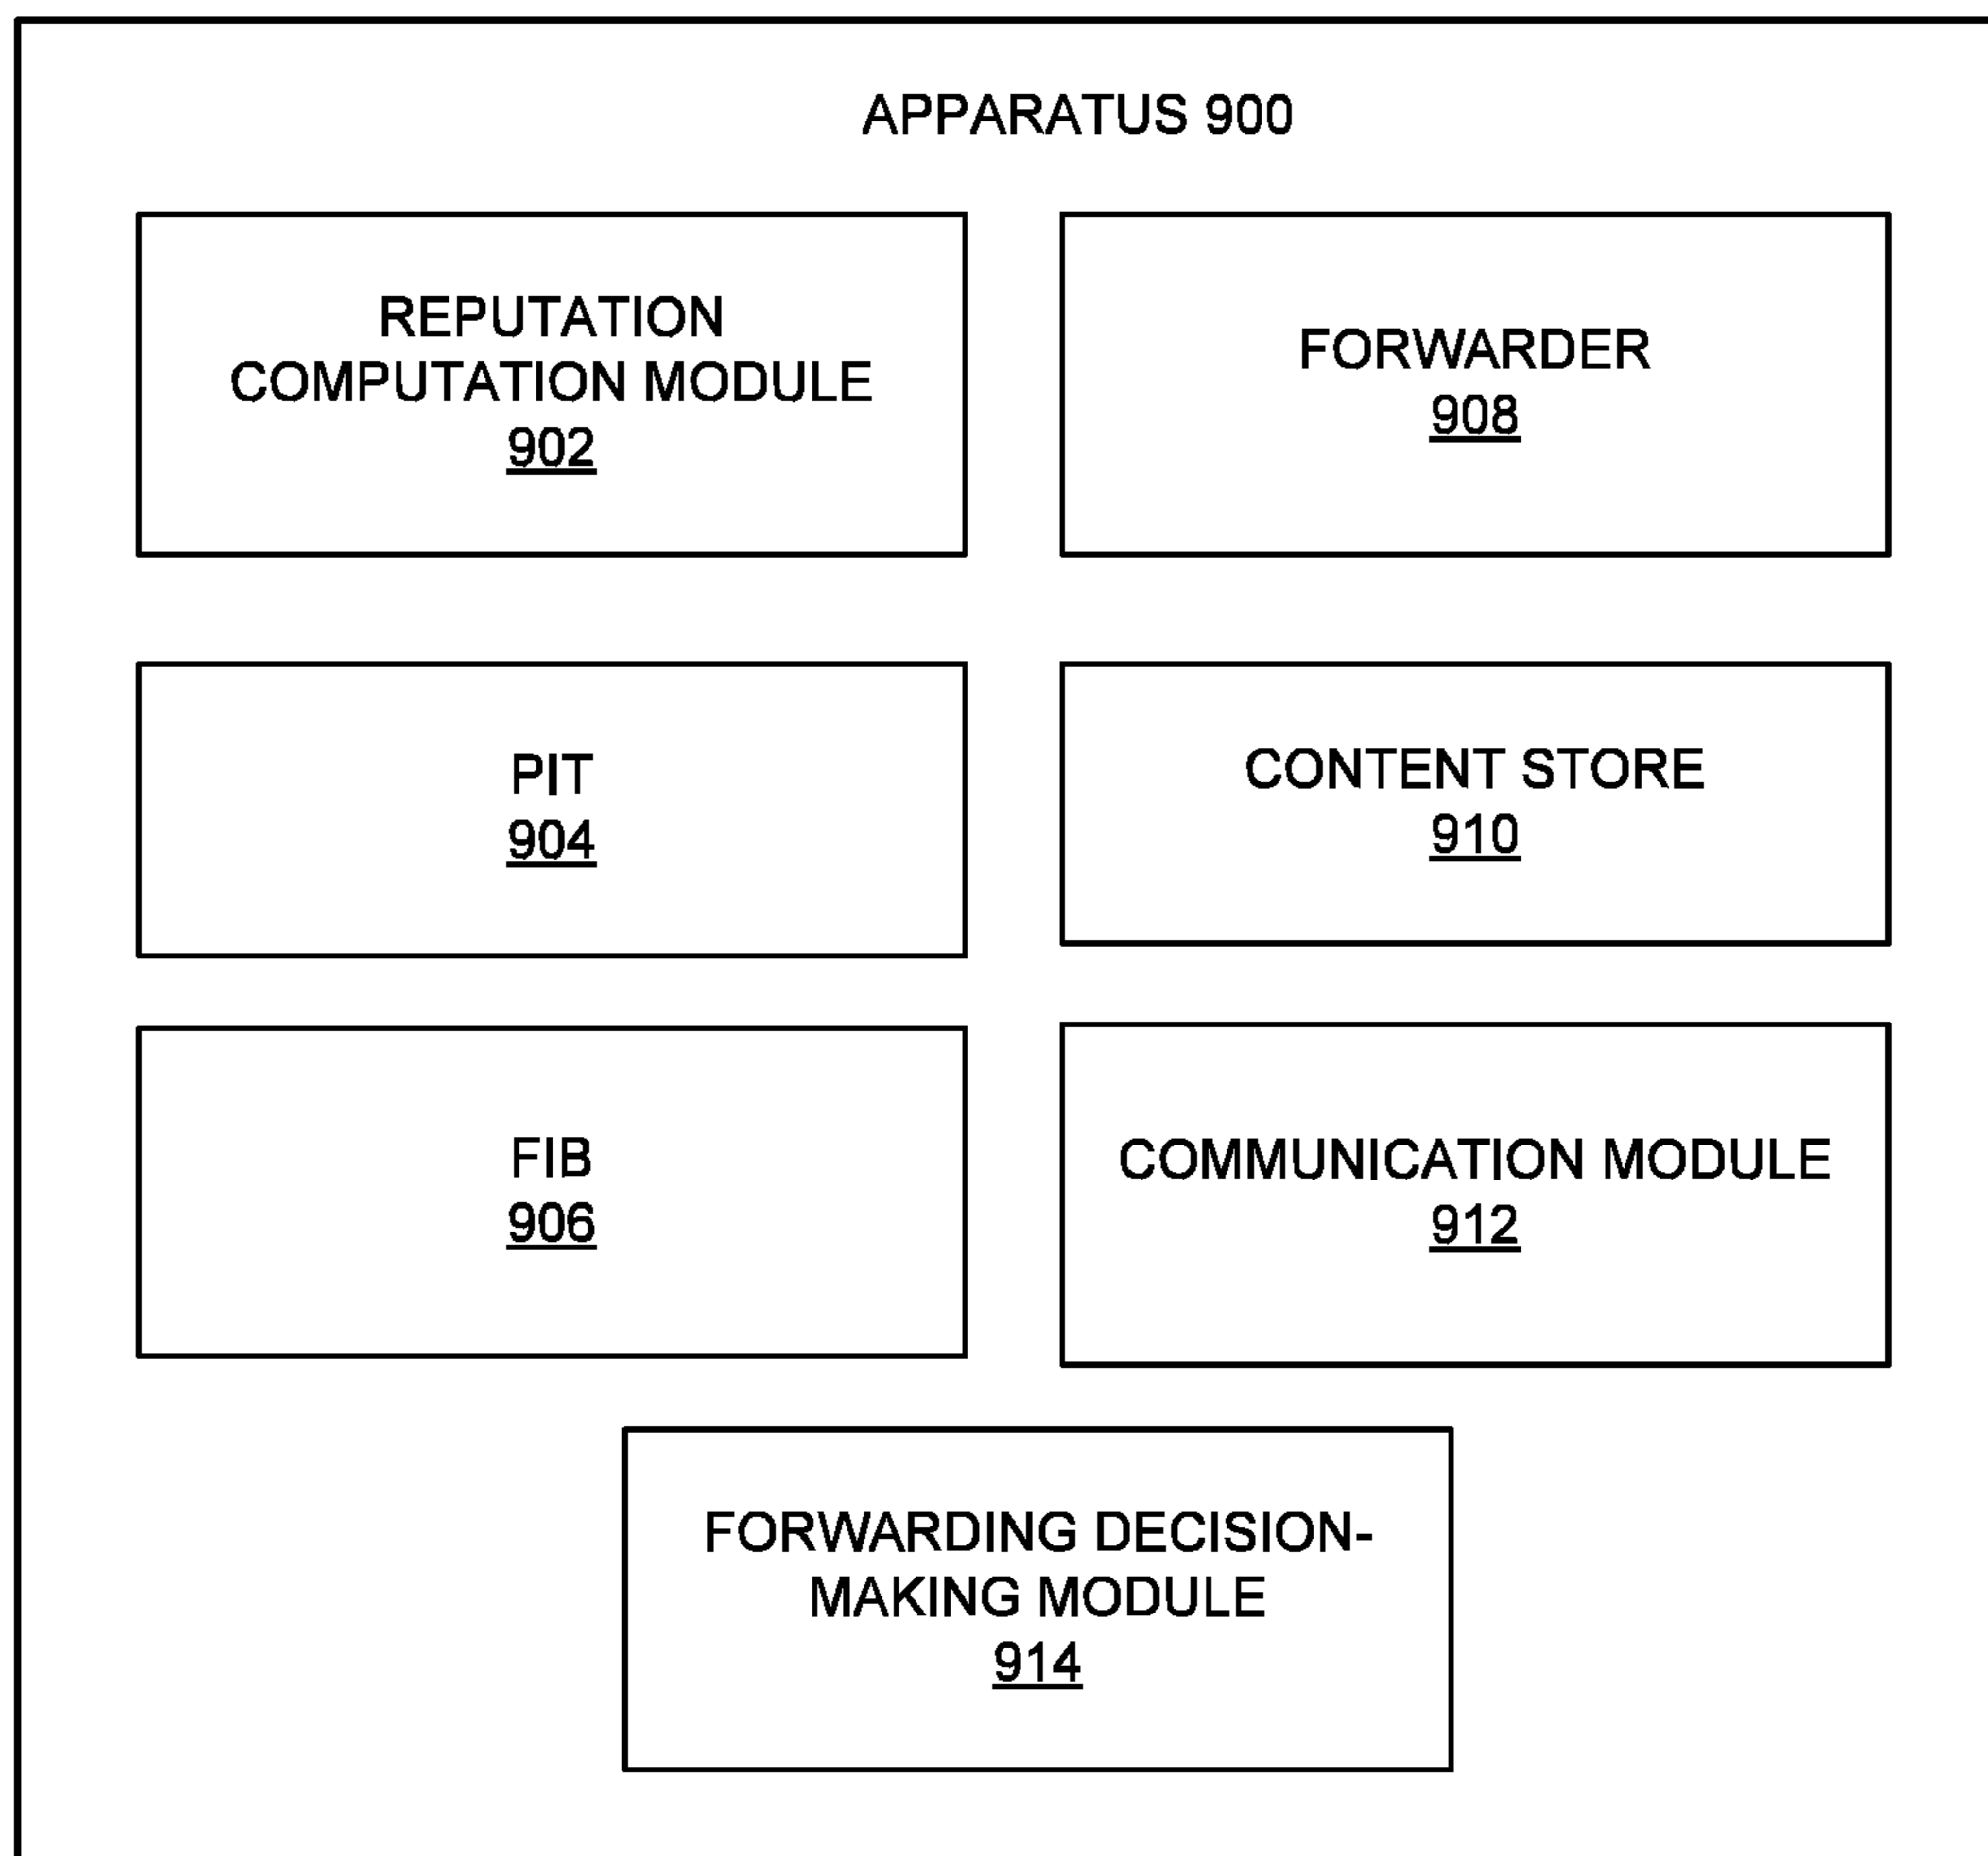 APPARATUS 900
REPUTATION
COMPUTATION MODULE
902
FORWARDER
908
PIT
904
CONTENT STORE
910
FIB
906
COMMUNICATION MODULE
912
FORWARDING DECISION-
MAKING MODULE
914